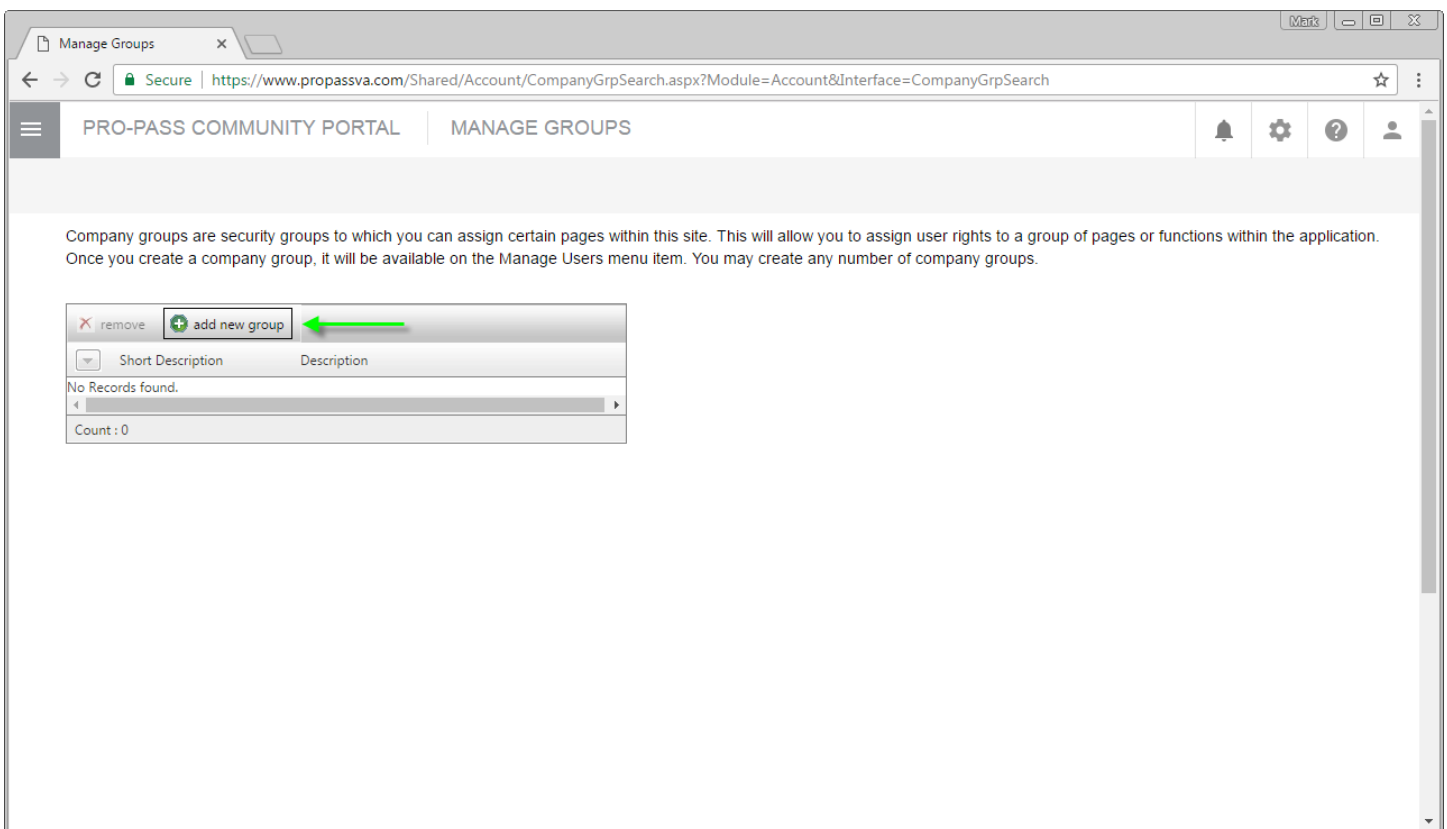 Mark
Manage Groups
Secure | https://www.propassva.com/Shared/Account/CompanyGrpSearch.aspx?Module=Account&Interface=CompanyGrpSearch
PRO-PASS COMMUNITY PORTAL MANAGE GROUPS
Company groups are security groups to which you can assign certain pages within this site. This will allow you to assign user rights to a group of pages or functions within the application.
Once you create a company group, it will be available on the Manage Users menu item. You may create any number of company groups.
remove add new group
Short Description Description
No Records found.
Count : 0